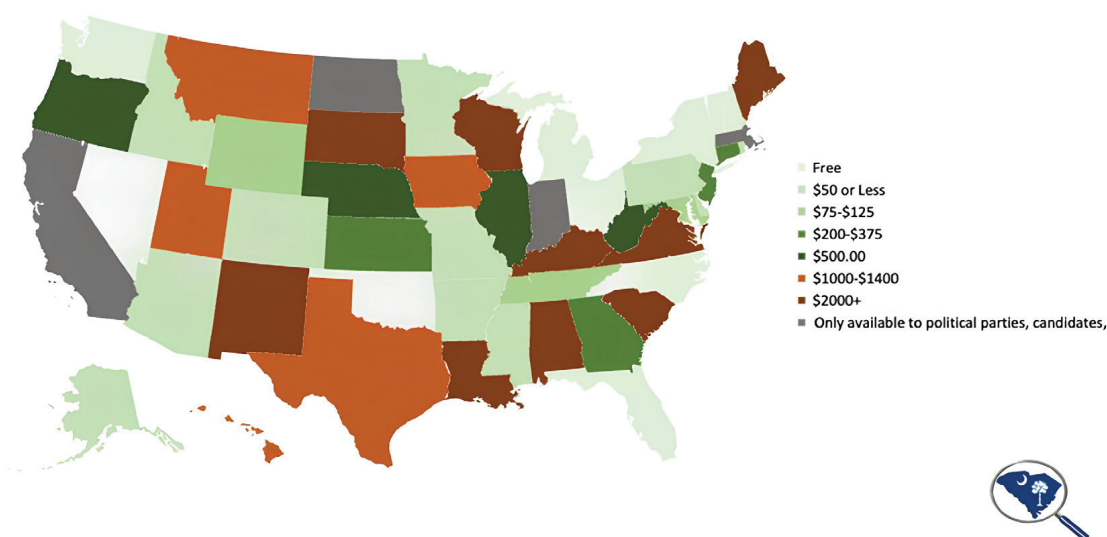 Free
$50 or Less
$75-$125
$200-$375
$500.00
$1000-$1400
$2000+
Only available to political parties, candidates,